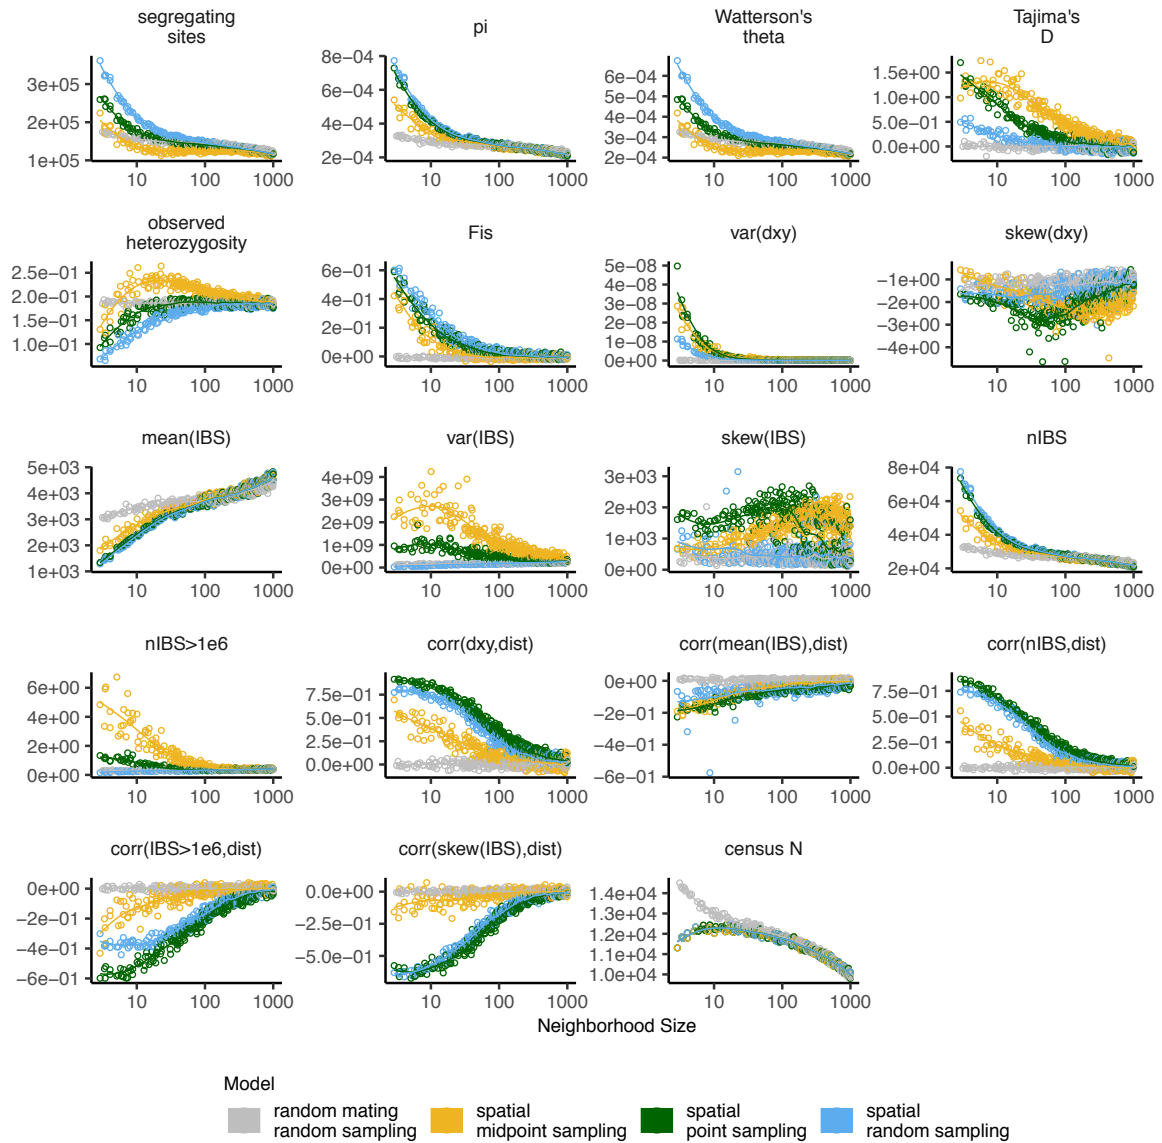 segregating
sites
pi
Watterson's
theta
Tajima's
D
3e+05
2e+05
1e+05
10 100 1000
8e−04
6e−04
4e−04
2e−04
10 100 1000
6e−04
5e−04
4e−04
3e−04
2e−04
10 100 1000
1.5e+00
1.0e+00
5.0e−01
0.0e+00
10 100 1000
observed
heterozygosity
Fis
var(dxy)
skew(dxy)
2.5e−01
2.0e−01
1.5e−01
1.0e−01
10 100 1000
6e−01
4e−01
2e−01
0e+00
10 100 1000
5e−08
4e−08
3e−08
2e−08
1e−08
0e+00
10 100 1000
−1e+00
−2e+00
−3e+00
−4e+00
10 100 1000
mean(IBS)
var(IBS)
skew(IBS)
nIBS
5e+03
4e+03
3e+03
2e+03
1e+03
10 100 1000
4e+09
3e+09
2e+09
1e+09
0e+00
10 100 1000
3e+03
2e+03
1e+03
0e+00
10 100 1000
8e+04
6e+04
4e+04
2e+04
10 100 1000
nIBS>1e6
corr(dxy,dist)
corr(mean(IBS),dist)
corr(nIBS,dist)
6e+00
4e+00
2e+00
0e+00
10 100 1000
7.5e−01
5.0e−01
2.5e−01
0.0e+00
10 100 1000
0e+00
−2e−01
−4e−01
−6e−01
10 100 1000
7.5e−01
5.0e−01
2.5e−01
0.0e+00
10 100 1000
corr(IBS>1e6,dist)
corr(skew(IBS),dist)
census N
0e+00
−2e−01
−4e−01
−6e−01
10 100 1000
0.0e+00
−2.5e−01
−5.0e−01
10 100 1000
1.4e+04
1.3e+04
1.2e+04
1.1e+04
1.0e+04
10 100 1000
Neighborhood Size
Model
random mating
random sampling
spatial
midpoint sampling
spatial
point sampling
spatial
random sampling